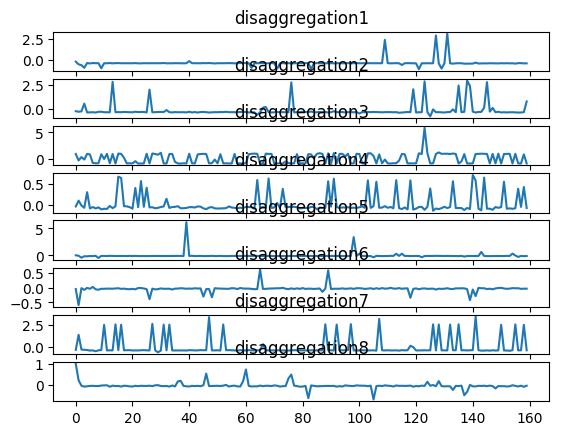 disaggregation1
2.5
0.0
disaggregation2
2.5
0.0
disaggregation3
5
0
disaggregation4
0.5
0.0
disaggregation5
5
0
disaggregation6
0.5
0.0
−0.5
disaggregation7
2.5
0.0
disaggregation8
1
0
0 20 40 60 80 100 120 140 160